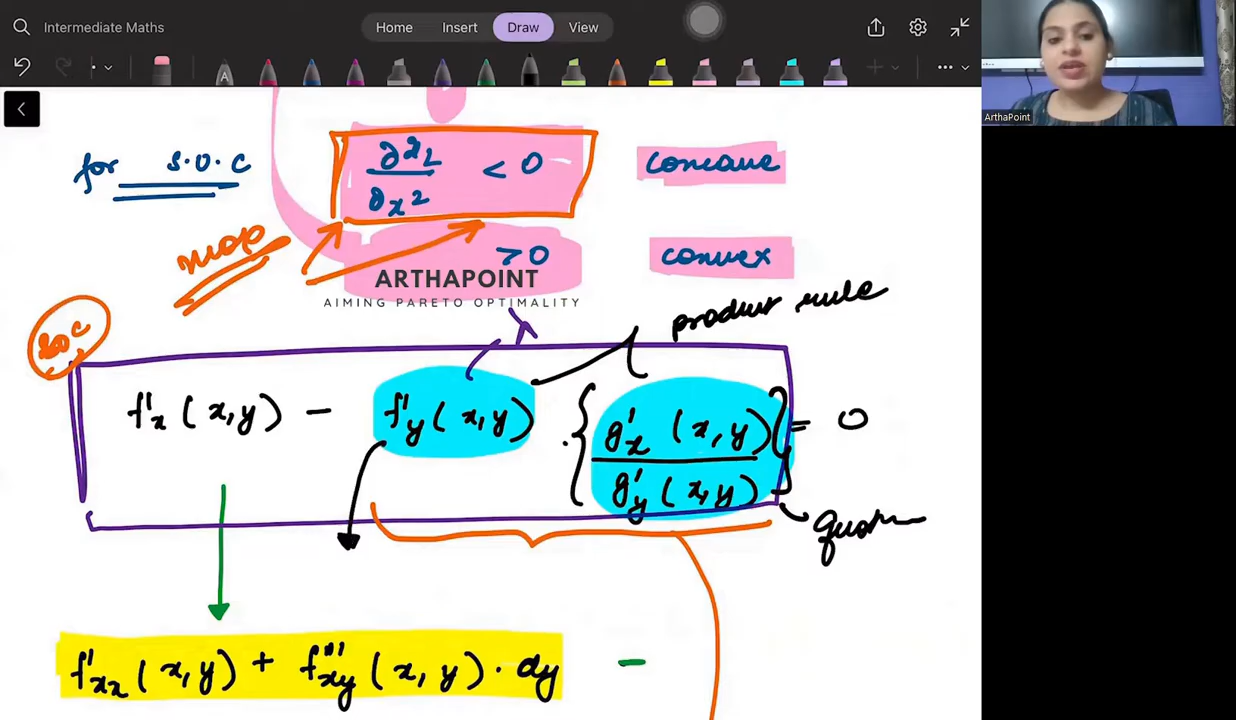 Intermediate Maths
Home Insert Draw View
A
ArthaPoint
for S.O.C ∂²L/∂x² < 0 concave
> 0 convex
ARTHAPOINT
AIMING PARETO OPTIMALITY
SOC
λ product rule
f'x (x,y) − f'y (x,y) · { g'x (x,y) / g'y (x,y) } = 0
f'xx (x,y) + f''xy (x,y) · dy −